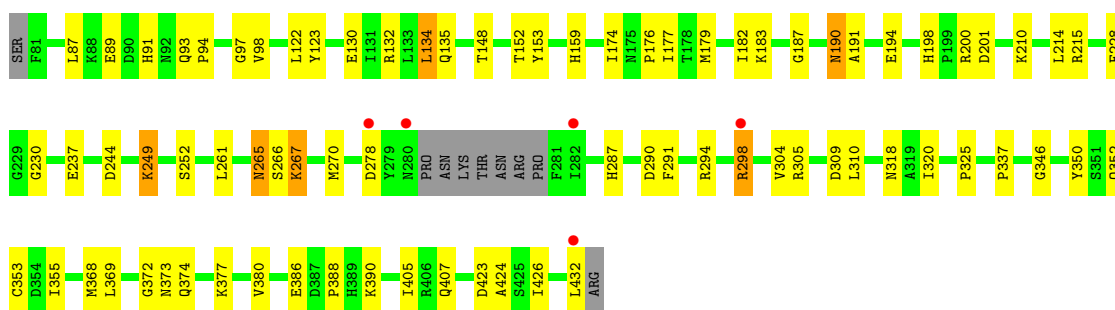 SER F81 L87 K88 E89 D90 H91 N92 Q93 P94 G97 V98 L122 Y123 E130 I131 R132 L133 L134 Q135 T148 T152 Y153 H159 I174 N175 P176 I177 T178 M179 I182 K183 G187 N190 A191 E194 H198 P199 R200 D201 K210 L214 R215
G229 G230 E237 D244 K249 S252 L261 N265 S266 K267 M270 D278 Y279 N280 PRO ASN LYS THR ASN ARG PRO F281 I282 H287 D290 F291 R294 R298 V304 R305 D309 L310 N318 A319 I320 P325 P337 G346 Y350 S351
C353 D354 I355 M368 L369 G372 N373 Q374 K377 V380 E386 D387 P388 H389 K390 I405 R406 Q407 D423 A424 S425 I426 L432 ARG